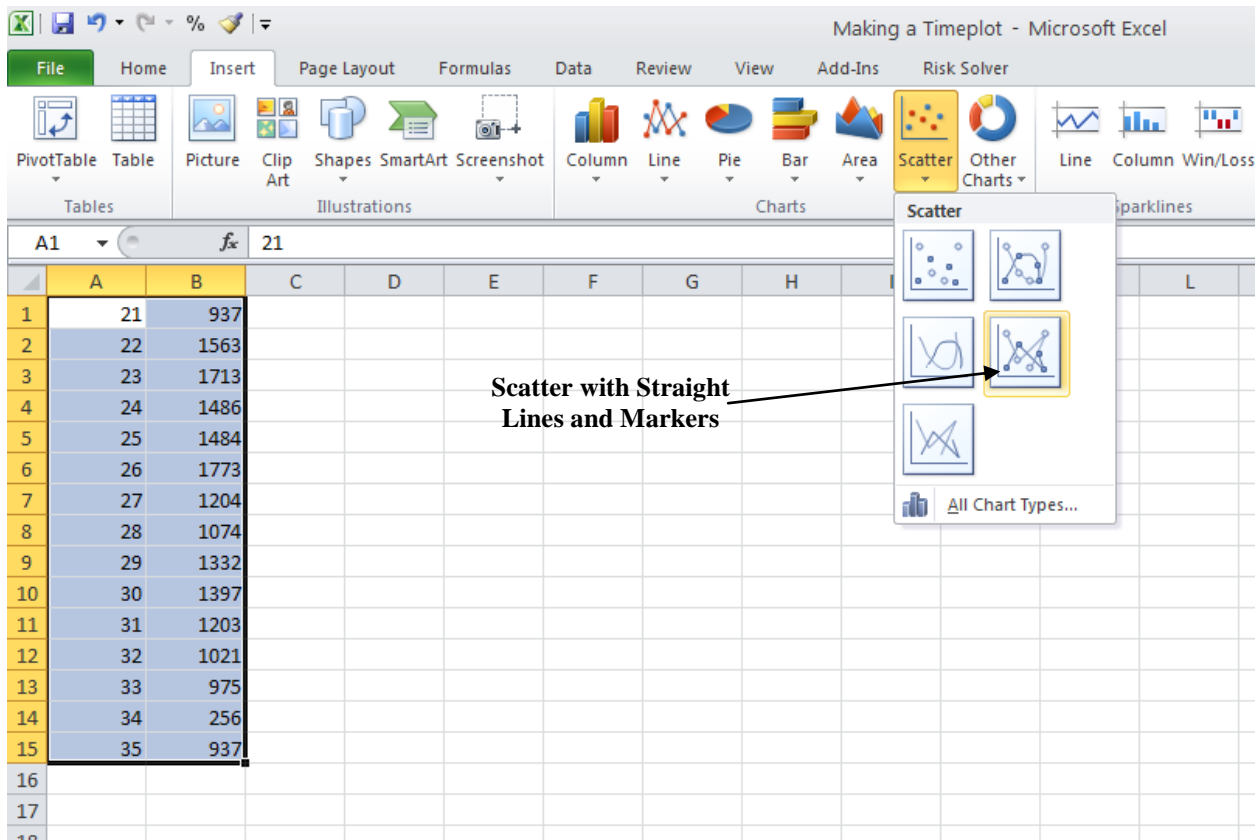 Making a Timeplot - Microsoft Excel
File Home Insert Page Layout Formulas Data Review View Add-Ins Risk Solver
PivotTable Table Picture Clip Art Shapes SmartArt Screenshot Column Line Pie Bar Area Scatter Other Charts Line Column Win/Loss
Tables Illustrations Charts Sparklines
A1 fx 21
Scatter
A B C D E F G H I L
1 21 937
2 22 1563
3 23 1713
4 24 1486
5 25 1484
6 26 1773
7 27 1204
8 28 1074
9 29 1332
10 30 1397
11 31 1203
12 32 1021
13 33 975
14 34 256
15 35 937
16
17
18
Scatter with Straight
Lines and Markers
All Chart Types...